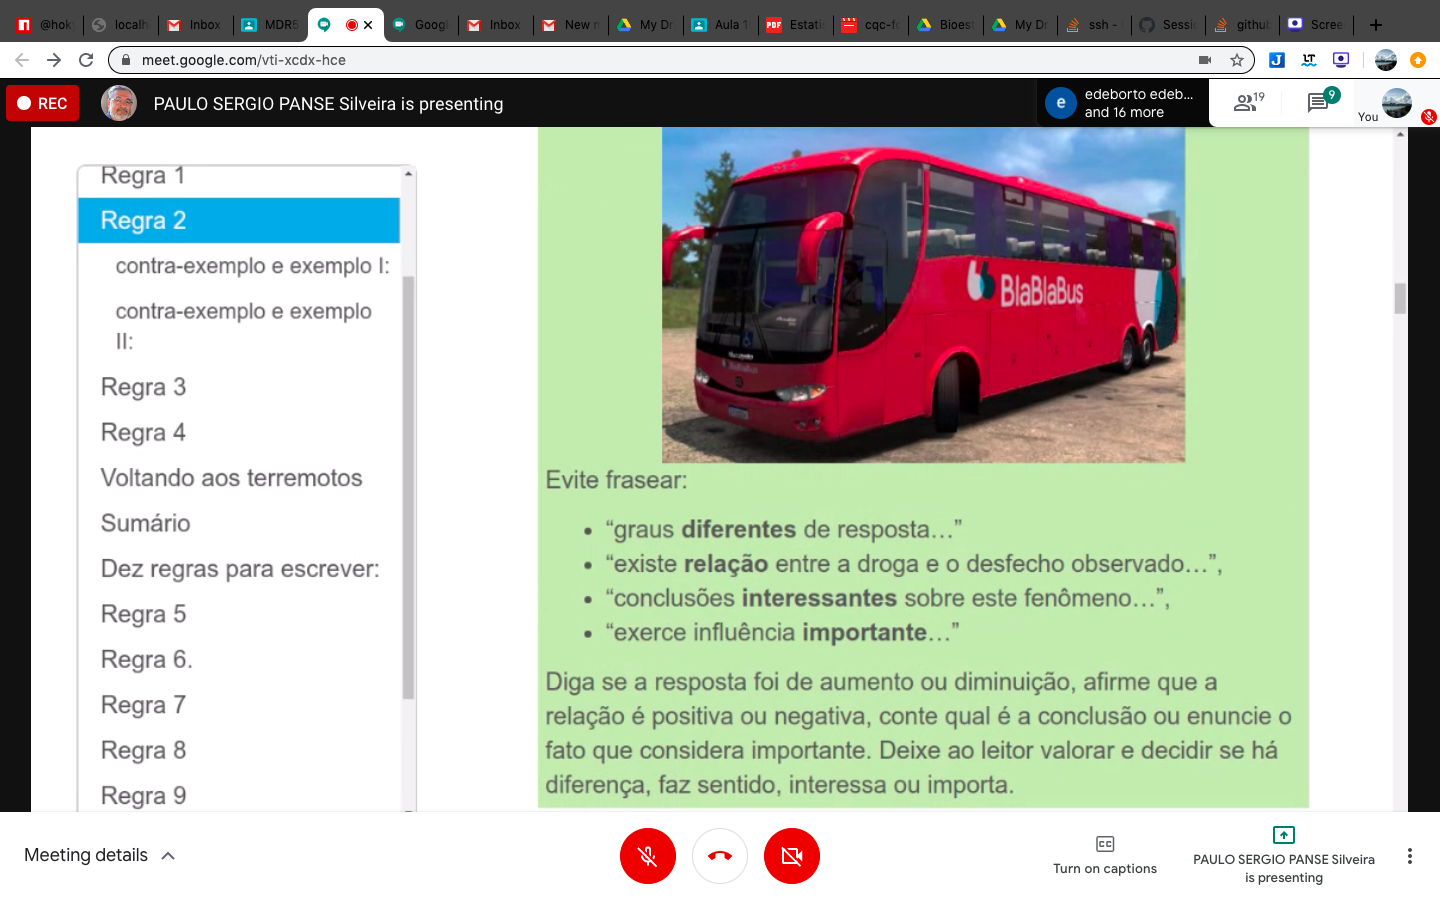 @hok
localh
Inbox
MDR5
Googl
Inbox
New m
My Dr
Aula 1
PDF
Estati
cqc-fo
Bioest
My Dr
ssh -
Sessi
github
Scree
meet.google.com/vti-xcdx-hce
REC
PAULO SERGIO PANSE Silveira is presenting
e
edeborto edeb...
and 16 more
19
9
You
Regra 1
Regra 2
contra-exemplo e exemplo I:
contra-exemplo e exemplo
II:
Regra 3
Regra 4
Voltando aos terremotos
Sumário
Dez regras para escrever:
Regra 5
Regra 6.
Regra 7
Regra 8
Regra 9
BlaBlaBus
Evite frasear:
• “graus diferentes de resposta…”
• “existe relação entre a droga e o desfecho observado…”,
• “conclusões interessantes sobre este fenômeno…”,
• “exerce influência importante…”
Diga se a resposta foi de aumento ou diminuição, afirme que a
relação é positiva ou negativa, conte qual é a conclusão ou enuncie o
fato que considera importante. Deixe ao leitor valorar e decidir se há
diferença, faz sentido, interessa ou importa.
Meeting details
CC
Turn on captions
PAULO SERGIO PANSE Silveira
is presenting